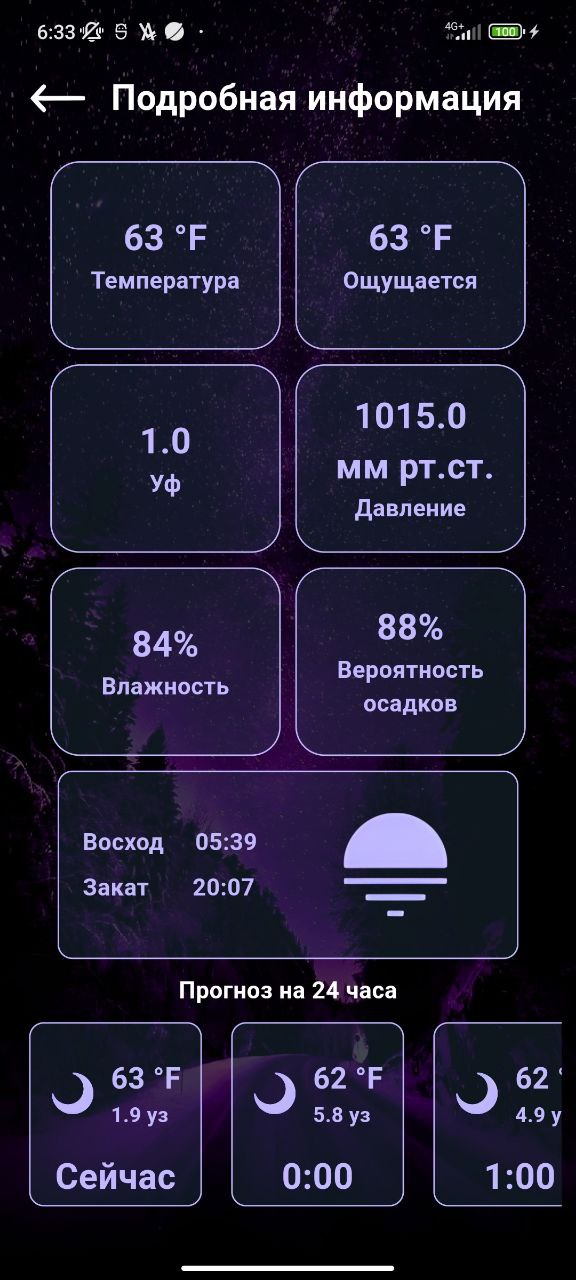 6:33
4G+
100
Подробная информация
63 °F
Температура
63 °F
Ощущается
1.0
Уф
1015.0
мм рт.ст.
Давление
84%
Влажность
88%
Вероятность
осадков
Восход 05:39
Закат 20:07
Прогноз на 24 часа
63 °F
1.9 уз
Сейчас
62 °F
5.8 уз
0:00
62 °
4.9 у
1:00